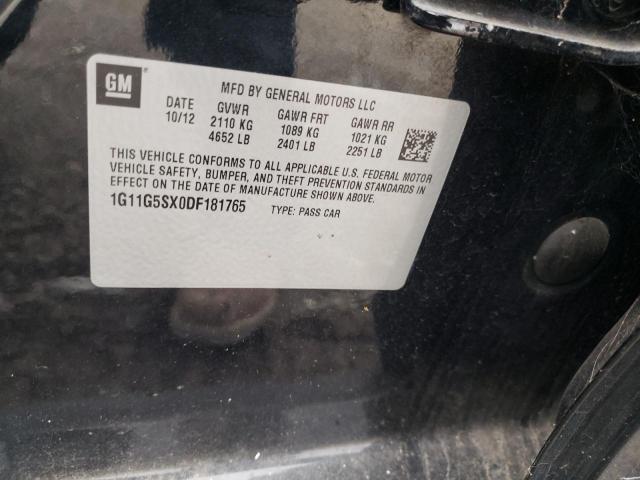 GM
MFD BY GENERAL MOTORS LLC
DATE GVWR GAWR FRT GAWR RR
10/12 2110 KG 1089 KG 1021 KG
4652 LB 2401 LB 2251 LB
THIS VEHICLE CONFORMS TO ALL APPLICABLE U.S. FEDERAL MOTOR
VEHICLE SAFETY, BUMPER, AND THEFT PREVENTION STANDARDS IN
EFFECT ON THE DATE OF MANUFACTURE SHOWN ABOVE.
1G11G5SX0DF181765 TYPE: PASS CAR